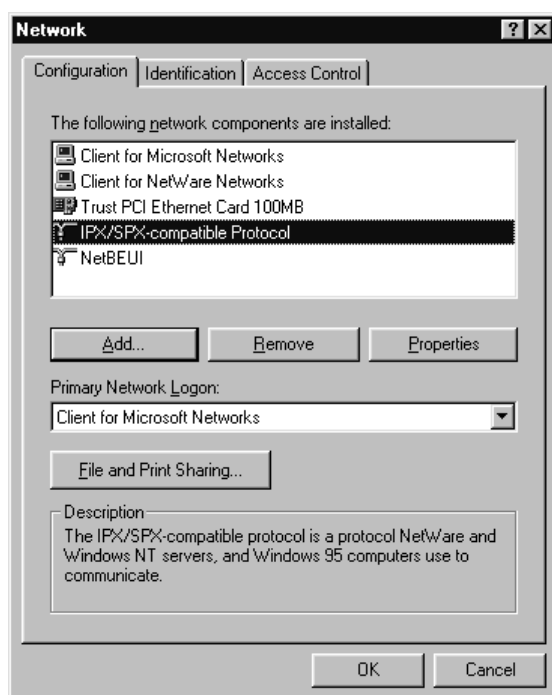 Network
Configuration Identification Access Control
The following network components are installed:
Client for Microsoft Networks
Client for NetWare Networks
Trust PCI Ethernet Card 100MB
IPX/SPX-compatible Protocol
NetBEUI
Add... Remove Properties
Primary Network Logon:
Client for Microsoft Networks
File and Print Sharing...
Description
The IPX/SPX-compatible protocol is a protocol NetWare and
Windows NT servers, and Windows 95 computers use to
communicate.
OK Cancel